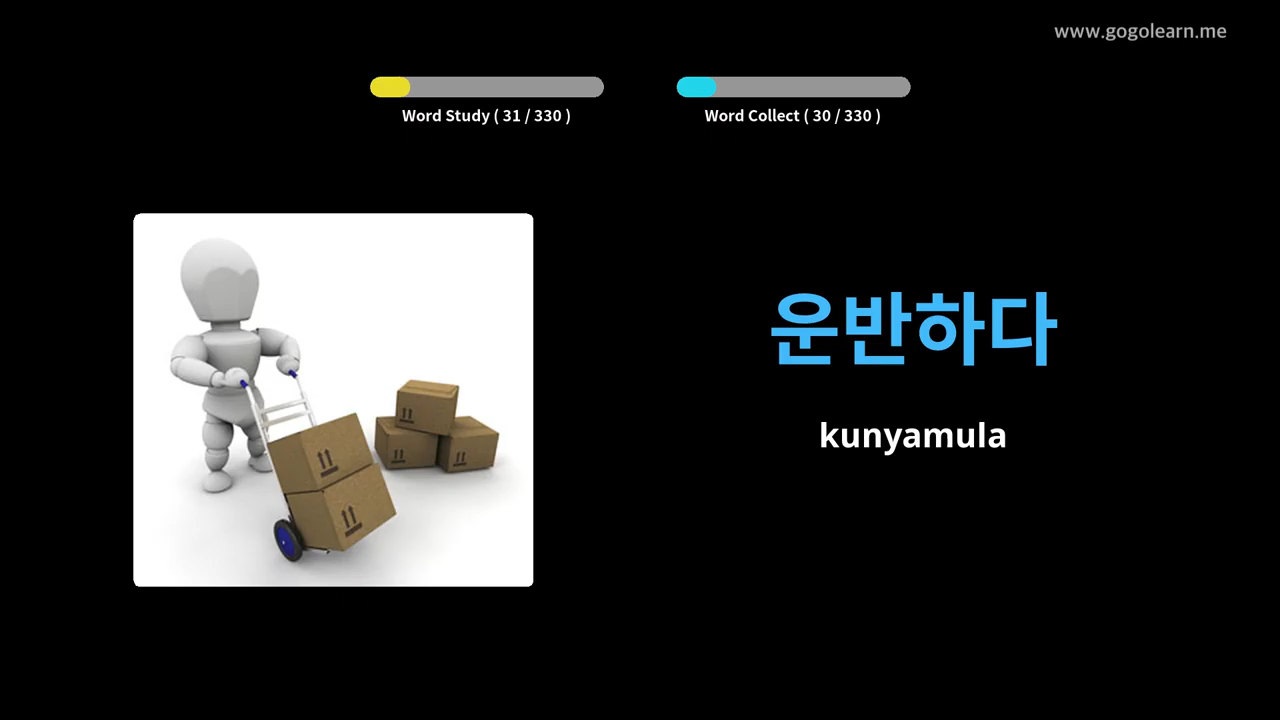 www.gogolearn.me
Word Study ( 31 / 330 )
Word Collect ( 30 / 330 )
운반하다
kunyamula